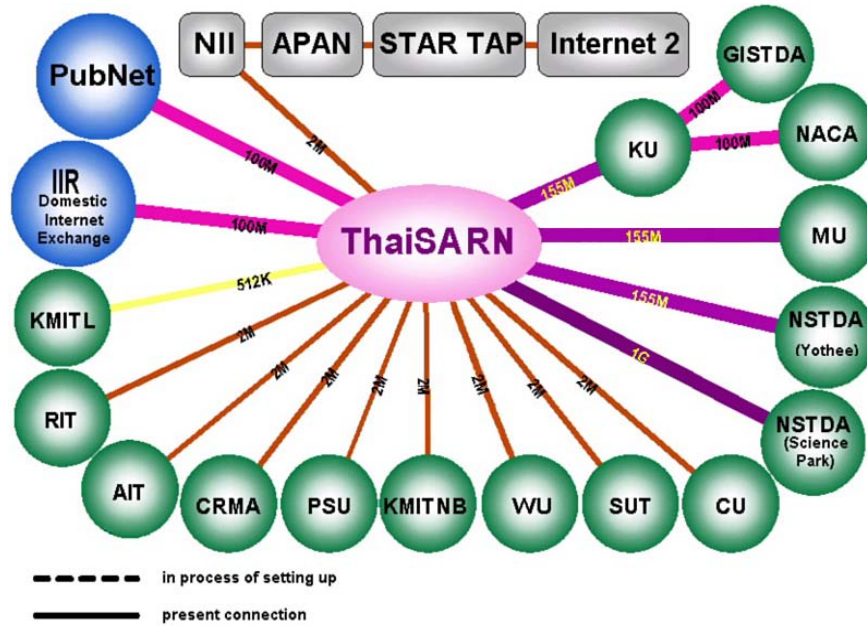 NII
APAN
STAR TAP
Internet 2
GISTDA
PubNet
100M
NACA
2M
100M
KU
100M
IIR
Domestic
Internet
Exchange
155M
100M
ThaiSARN
155M
MU
512K
KMITL
155M
NSTDA
(Yothee)
2M
1G
RIT
2M
2M
2M
2M
2M
2M
2M
NSTDA
(Science
Park)
AIT
CRMA
PSU
KMITNB
WU
SUT
CU
in process of setting up
present connection